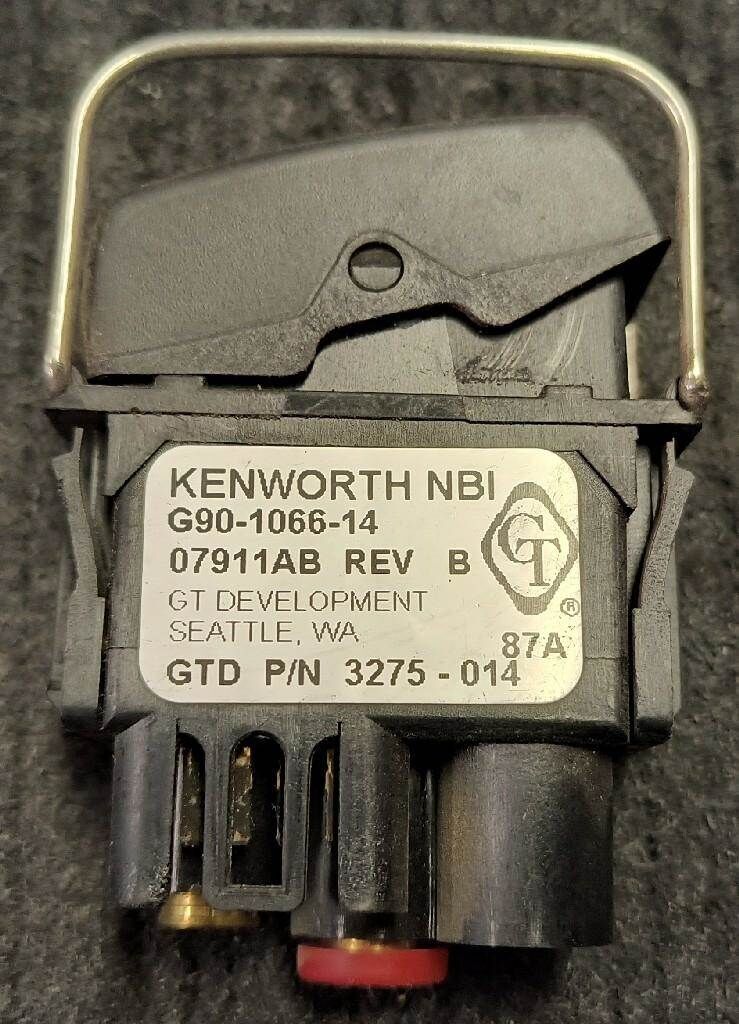 KENWORTH NBI
G90-1066-14
07911AB REV B
GT
®
GT DEVELOPMENT
SEATTLE, WA
87A
GTD P/N 3275-014